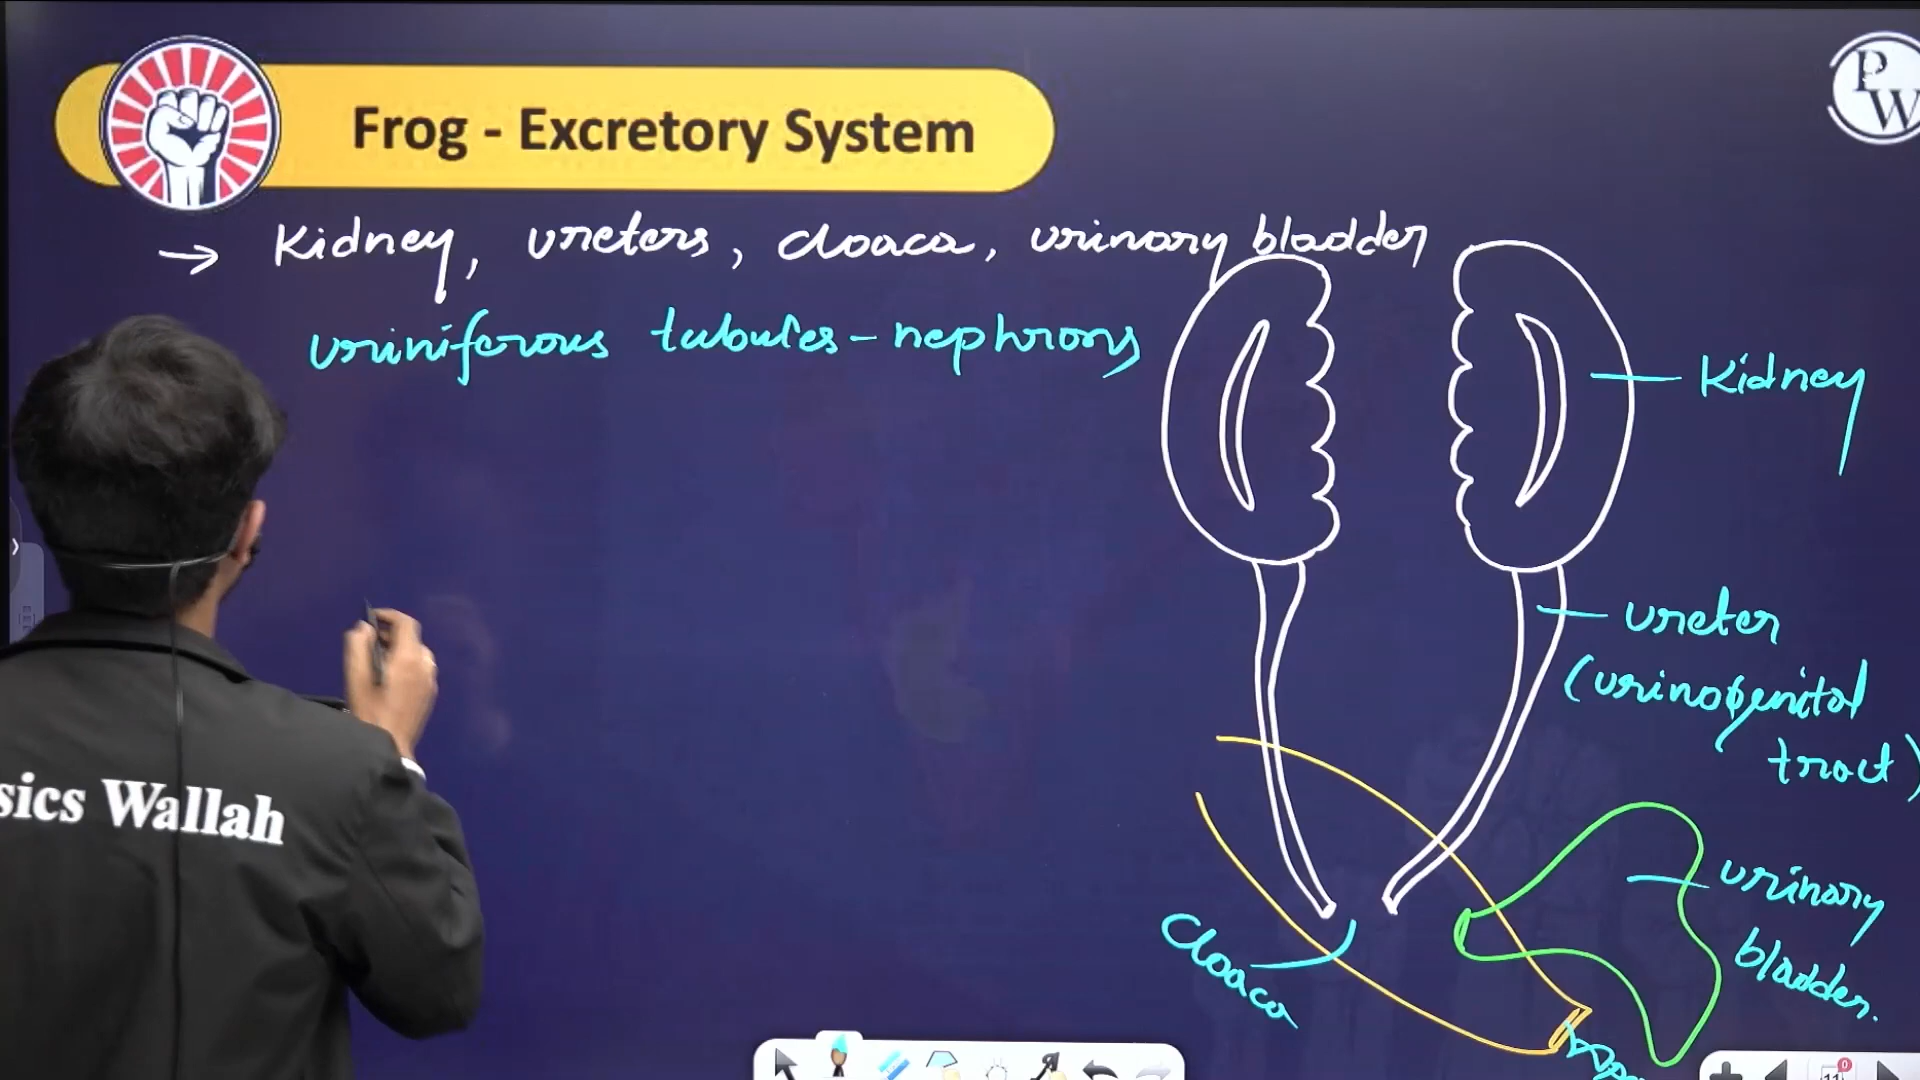 Frog - Excretory System
PW
→ Kidney, ureters, cloaca, urinary bladder
uriniferous tubules - nephrons
Kidney
ureter
(urinogenital
tract)
urinary
bladder.
cloaca
sics Wallah